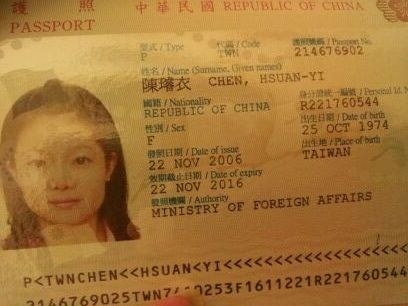 護 照 中華民國 REPUBLIC OF CHINA
PASSPORT
型式 / Type 代碼 / Code 護照號碼 / Passport No.
P TWN 214676902
姓名 / Name (Surname, Given names)
CHEN, HSUAN-YI
陳璿衣
國籍 / Nationality 身分證統一編號 / Personal Id. N
REPUBLIC OF CHINA R221760544
性別 / Sex 出生日期 / Date of birth
F 25 OCT 1974
發照日期 / Date of issue 出生地 / Place of birth
22 NOV 2006 TAIWAN
效期截止日期 / Date of expiry
22 NOV 2016
發照機關 / Authority
MINISTRY OF FOREIGN AFFAIRS
P<TWNCHEN<<HSUAN<YI<<<<<<<<<<<<<